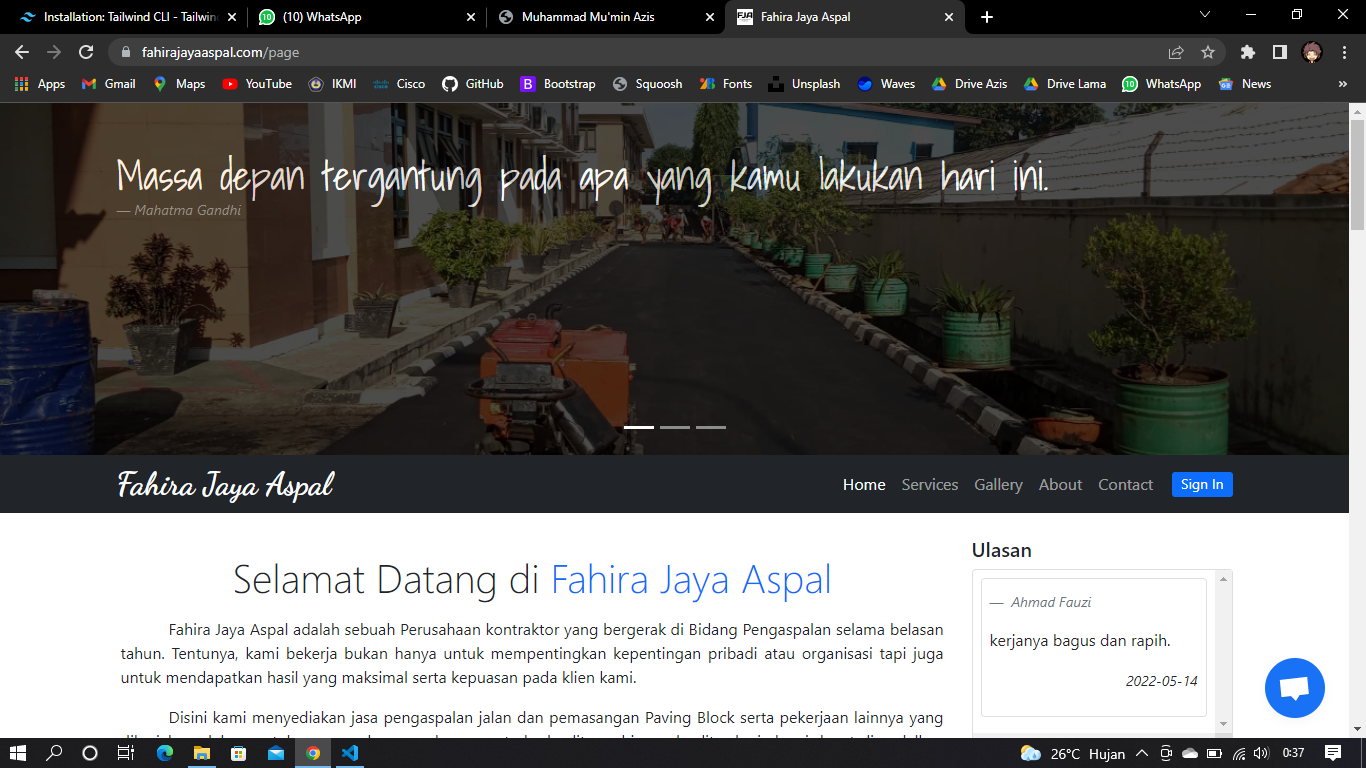 Installation: Tailwind CLI - Tailwin
(10) WhatsApp
Muhammad Mu'min Azis
FJA
Fahira Jaya Aspal
fahirajayaaspal.com/page
Apps
Gmail
Maps
YouTube
IKMI
Cisco
GitHub
Bootstrap
Squoosh
Fonts
Unsplash
Waves
Drive Azis
Drive Lama
WhatsApp
News
Massa depan tergantung pada apa yang kamu lakukan hari ini.
— Mahatma Gandhi
Fahira Jaya Aspal
Home Services Gallery About Contact Sign In
Selamat Datang di Fahira Jaya Aspal
Fahira Jaya Aspal adalah sebuah Perusahaan kontraktor yang bergerak di Bidang Pengaspalan selama belasan
tahun. Tentunya, kami bekerja bukan hanya untuk mempentingkan kepentingan pribadi atau organisasi tapi juga
untuk mendapatkan hasil yang maksimal serta kepuasan pada klien kami.
Disini kami menyediakan jasa pengaspalan jalan dan pemasangan Paving Block serta pekerjaan lainnya yang
Ulasan
— Ahmad Fauzi
kerjanya bagus dan rapih.
2022-05-14
26°C Hujan
0:37